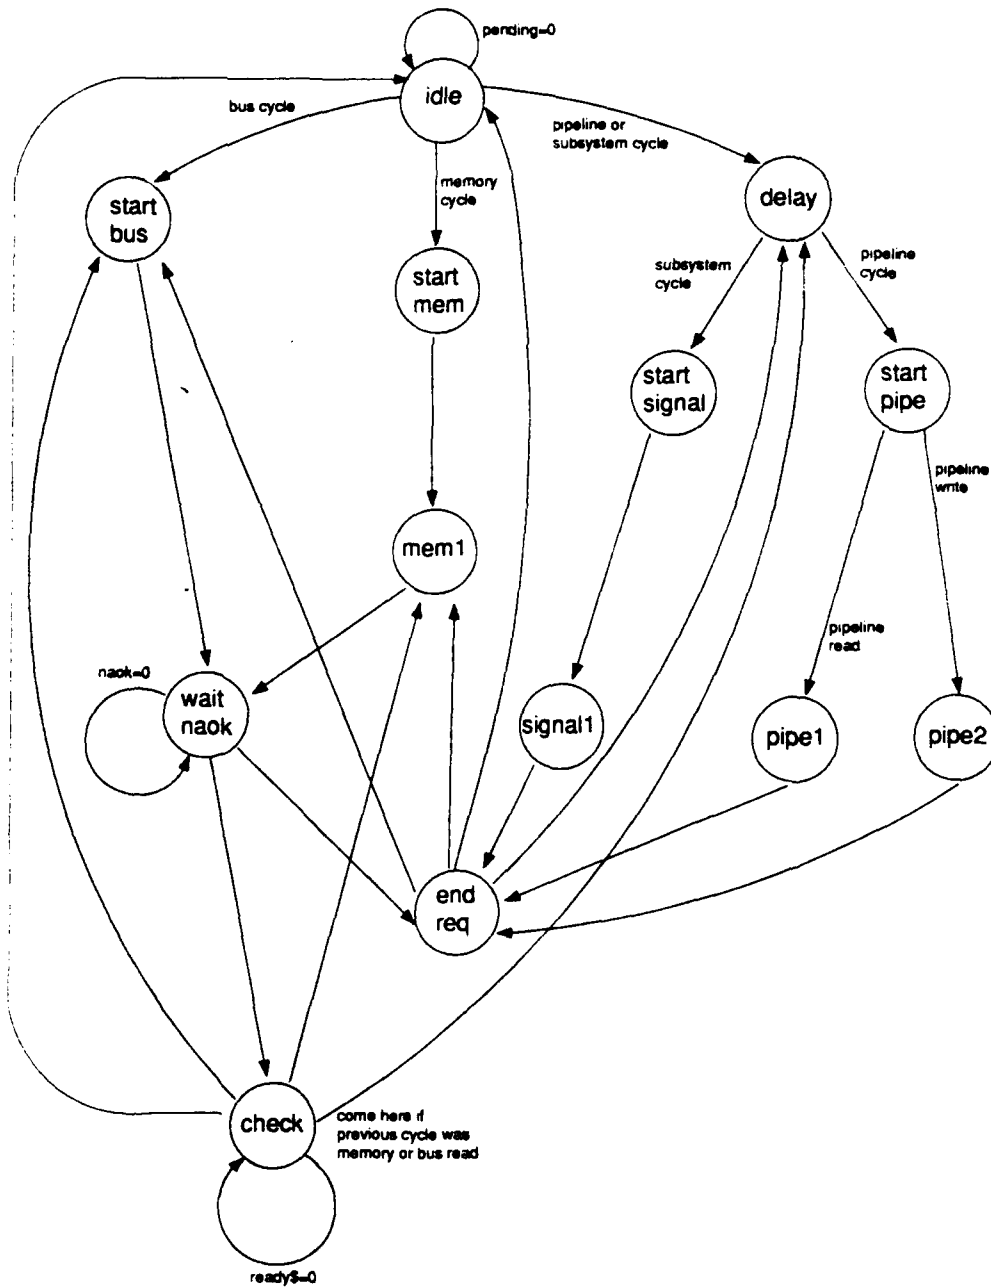 pending=0
idle
bus cycle
pipeline or
subsystem cycle
memory
cycle
start
bus
delay
start
mem
subsystem
cycle
pipeline
cycle
start
signal
start
pipe
pipeline
write
mem1
pipeline
read
naok=0
wait
naok
signal1
pipe1
pipe2
end
req
check
come here if
previous cycle was
memory or bus read
ready$=0